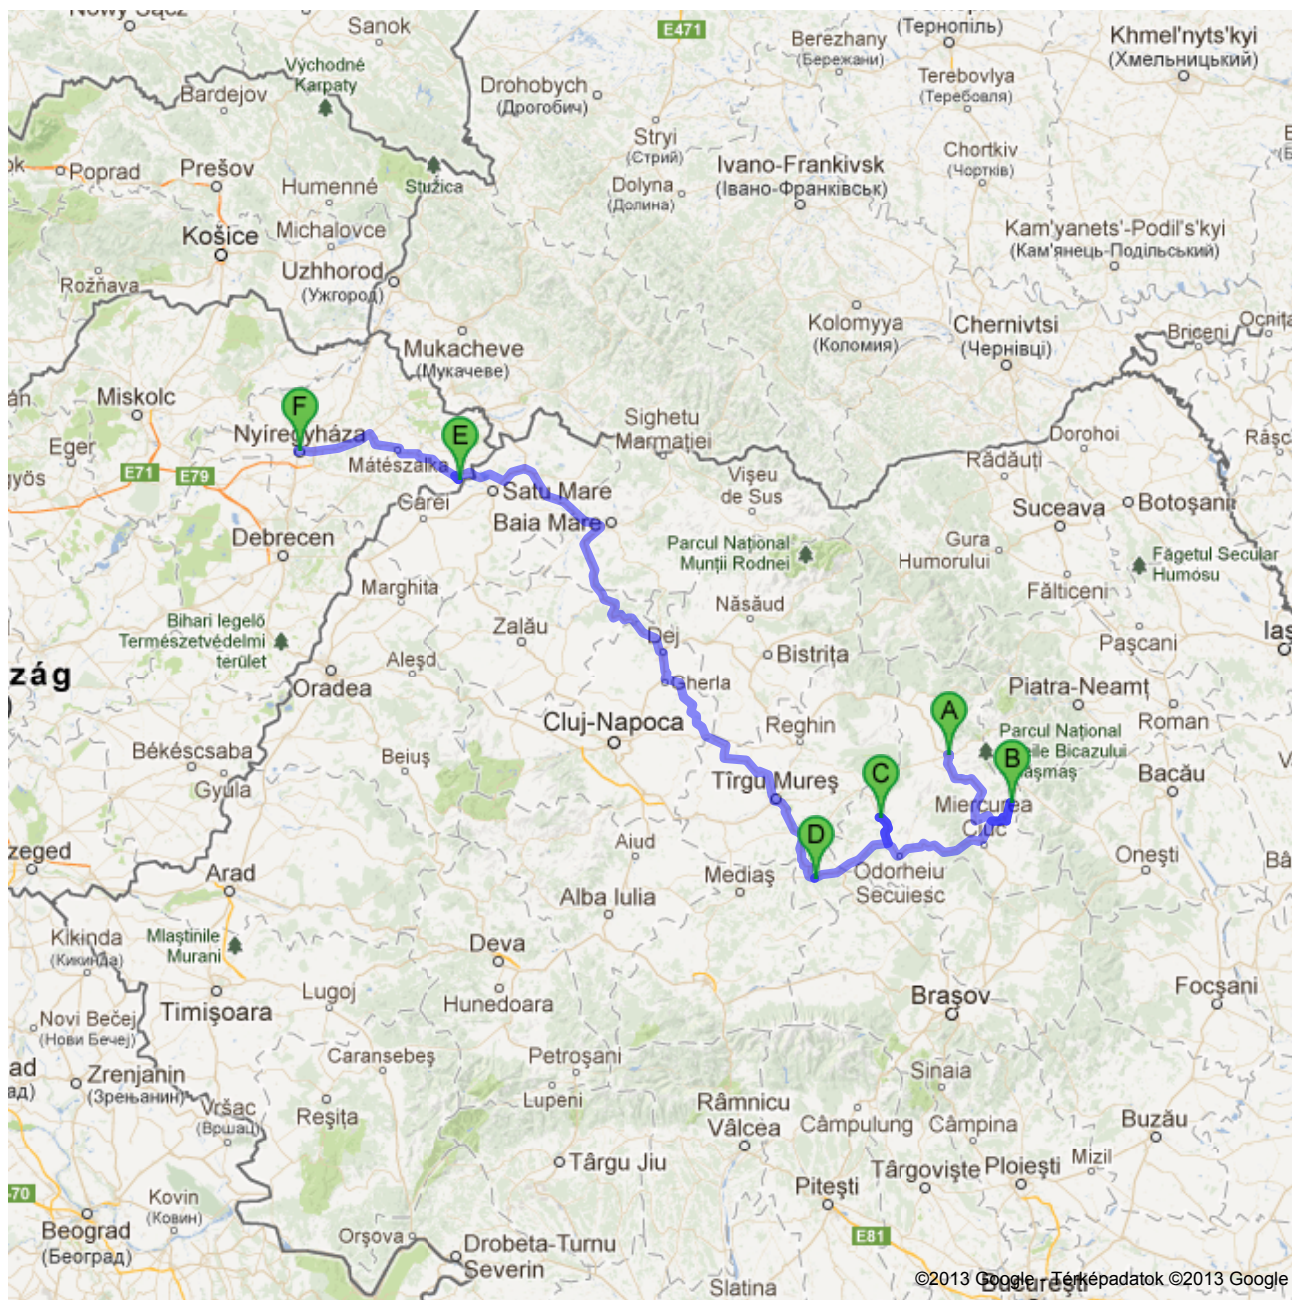 Sanok
E471
Berezhany
(Бережани)
(Тернопіль)
Khmel'nyts'kyi
(Хмельницький)
Východné
Karpaty
Bardejov
Drohobych
(Дрогобич)
Terebovlya
(Теребовля)
Stryi
(Стрий)
Poprad
Prešov
Humenné
Stužica
Dolyna
(Долина)
Ivano-Frankivsk
(Івано-Франківськ)
Chortkiv
(Чортків)
Košice
Michalovce
Kam'yanets'-Podil's'kyi
(Кам'янець-Подільський)
Rožňava
Uzhhorod
(Ужгород)
Kolomyya
(Коломия)
Chernivtsi
(Чернівці)
Briceni
Ocnița
Mukacheve
(Мукачеве)
Miskolc
F
E
Nyíregyháza
Sighetu
Marmației
Dorohoi
Eger
E71
E79
Mátészalka
Vișeu
de Sus
Rădăuți
Satu Mare
Carei
Suceava
Botoșani
Debrecen
Baia Mare
Parcul Național
Munții Rodnei
Gura
Humorului
Făgetul Secular
Humosu
Marghita
Fălticeni
Bihari legelő
Természetvédelmi
terület
Zalău
Năsăud
Pașcani
Dej
Bistrița
zág
Aleșd
Oradea
Gherla
Piatra-Neamț
Roman
A
Cluj-Napoca
Reghin
Parcul Național
B
C
Békéscsaba
Beiuș
Bacău
Gyula
Tîrgu Mureș
Miercurea
Ciuc
D
Aiud
Onești
Arad
Mediaș
Odorheiu
Secuiesc
Alba Iulia
Kikinda
(Кикинда)
Mlaștinile
Murani
Deva
Lugoj
Hunedoara
Focșani
Timișoara
Brașov
Novi Bečej
(Нови Бечеј)
Caransebeș
Petroșani
Sinaia
Zrenjanin
(Зрењанин)
Lupeni
Vršac
(Вршац)
Reșița
Râmnicu
Vâlcea
Câmpulung
Câmpina
Buzău
Târgu Jiu
Târgoviște
Ploiești
Mizil
-70
Kovin
(Ковин)
Pitești
Beograd
(Београд)
Orșova
Drobeta-Turnu
Severin
E81
Slatina
București
©2013 Google - Térképadatok ©2013 Google